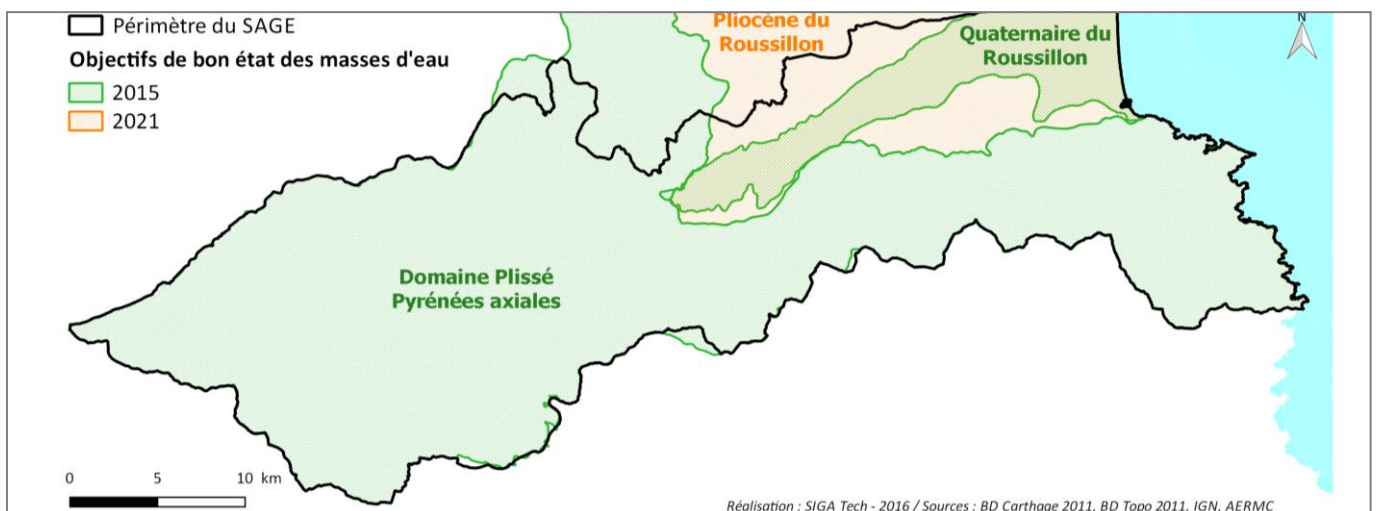 Périmètre du SAGE
Objectifs de bon état des masses d'eau
2015
2021
Pliocène du
Roussillon
Quaternaire du
Roussillon
N
Domaine Plissé
Pyrénées axiales
0 5 10 km
Réalisation : SIGA Tech - 2016 / Sources : BD Carthage 2011, BD Topo 2011, IGN, AERMC